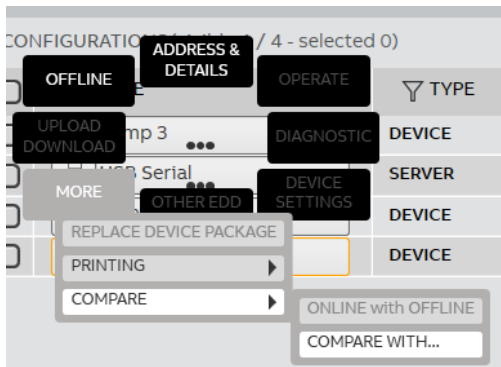 / 4 - selected 0)
ADDRESS &
DETAILS
OFFLINE
OPERATE
TYPE
UPLOAD
DOWNLOAD
mp 3
DIAGNOSTIC
DEVICE
Serial
SERVER
MORE
OTHER EDD
DEVICE
SETTINGS
DEVICE
REPLACE DEVICE PACKAGE
PRINTING
DEVICE
COMPARE
ONLINE with OFFLINE
COMPARE WITH...